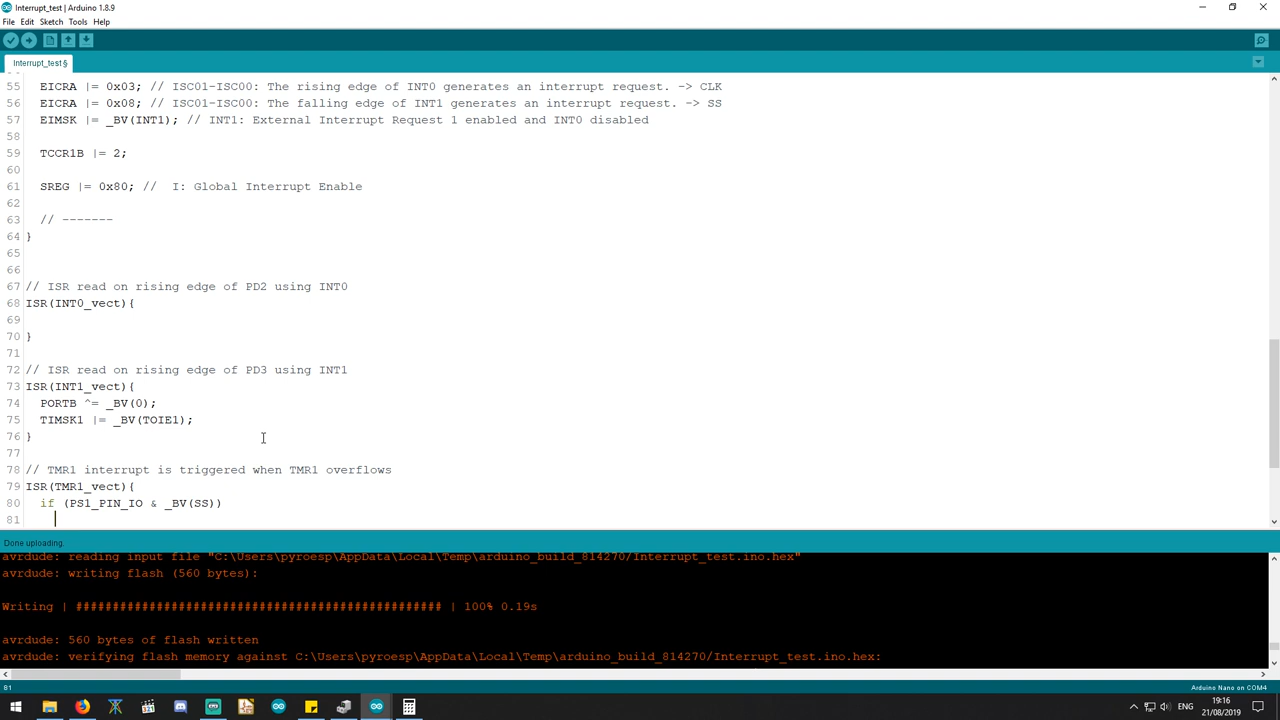 Interrupt_test | Arduino 1.8.9
File Edit Sketch Tools Help
Interrupt_test §
55 EICRA |= 0x03; // ISC01-ISC00: The rising edge of INT0 generates an interrupt request. -> CLK
56 EICRA |= 0x08; // ISC01-ISC00: The falling edge of INT1 generates an interrupt request. -> SS
57 EIMSK |= _BV(INT1); // INT1: External Interrupt Request 1 enabled and INT0 disabled
58
59 TCCR1B |= 2;
60
61 SREG |= 0x80; // I: Global Interrupt Enable
62
63 // -------
64 }
65
66
67 // ISR read on rising edge of PD2 using INT0
68 ISR(INT0_vect){
69
70 }
71
72 // ISR read on rising edge of PD3 using INT1
73 ISR(INT1_vect){
74 PORTB ^= _BV(0);
75 TIMSK1 |= _BV(TOIE1);
76 }
77
78 // TMR1 interrupt is triggered when TMR1 overflows
79 ISR(TMR1_vect){
80 if (PS1_PIN_IO & _BV(SS))
81
Done uploading.
avrdude: reading input file "C:\Users\pyroesp\AppData\Local\Temp\arduino_build_814270/Interrupt_test.ino.hex"
avrdude: writing flash (560 bytes):
Writing | ################################################## | 100% 0.19s
avrdude: 560 bytes of flash written
avrdude: verifying flash memory against C:\Users\pyroesp\AppData\Local\Temp\arduino_build_814270/Interrupt_test.ino.hex:
81 Arduino Nano on COM4
ENG 19:16
21/08/2019